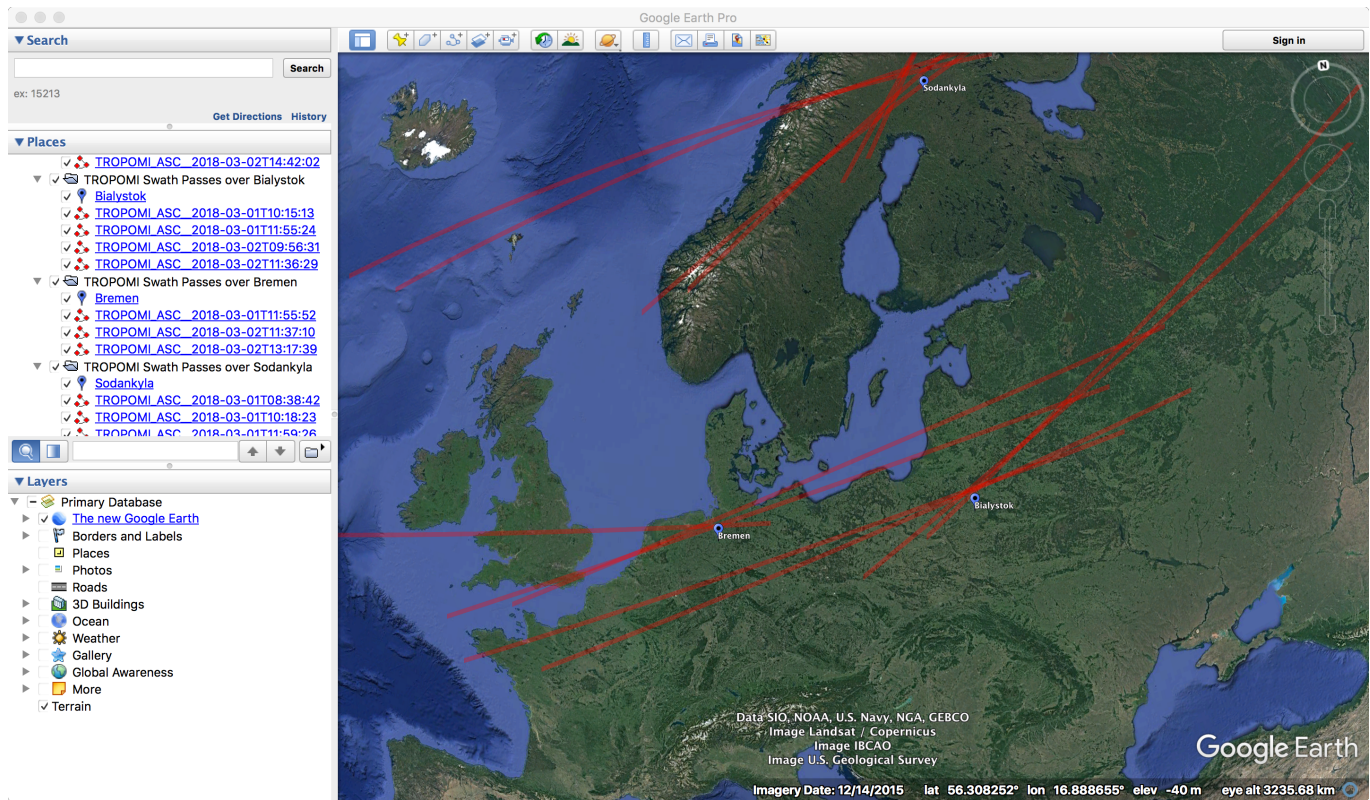 Google Earth Pro
Search
Search
ex: 15213
Get Directions History
Places
TROPOMI_ASC__2018-03-02T14:42:02
TROPOMI Swath Passes over Bialystok
Bialystok
TROPOMI_ASC__2018-03-01T10:15:13
TROPOMI_ASC__2018-03-01T11:55:24
TROPOMI_ASC__2018-03-02T09:56:31
TROPOMI_ASC__2018-03-02T11:36:29
TROPOMI Swath Passes over Bremen
Bremen
TROPOMI_ASC__2018-03-01T11:55:52
TROPOMI_ASC__2018-03-02T11:37:10
TROPOMI_ASC__2018-03-02T13:17:39
TROPOMI Swath Passes over Sodankyla
Sodankyla
TROPOMI_ASC__2018-03-01T08:38:42
TROPOMI_ASC__2018-03-01T10:18:23
TROPOMI_ASC__2018-03-01T11:59:26
Layers
Primary Database
The new Google Earth
Borders and Labels
Places
Photos
Roads
3D Buildings
Ocean
Weather
Gallery
Global Awareness
More
Terrain
Sign in
N
Sodankyla
Bialystok
Bremen
Data SIO, NOAA, U.S. Navy, NGA, GEBCO
Image Landsat / Copernicus
Image IBCAO
Image U.S. Geological Survey
Google Earth
Imagery Date: 12/14/2015 lat 56.308252° lon 16.888655° elev -40 m eye alt 3235.68 km